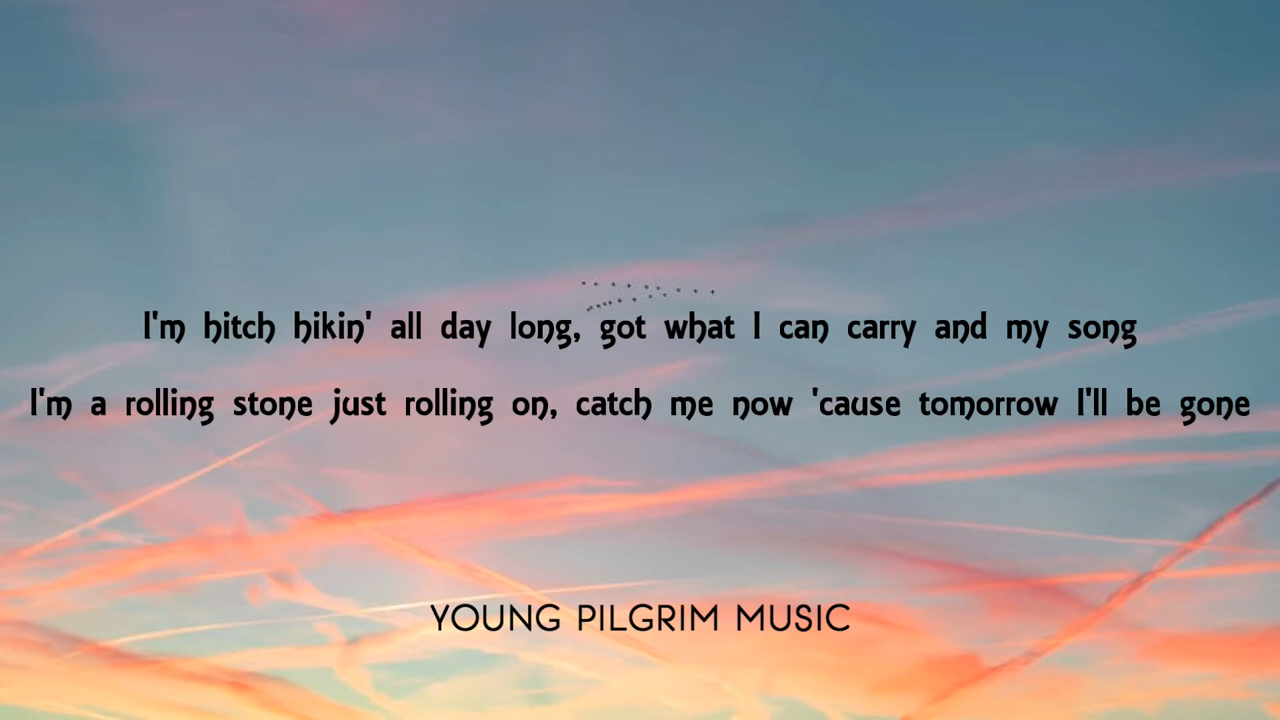 I'm hitch hikin' all day long, got what I can carry and my song
I'm a rolling stone just rolling on, catch me now 'cause tomorrow I'll be gone
YOUNG PILGRIM MUSIC